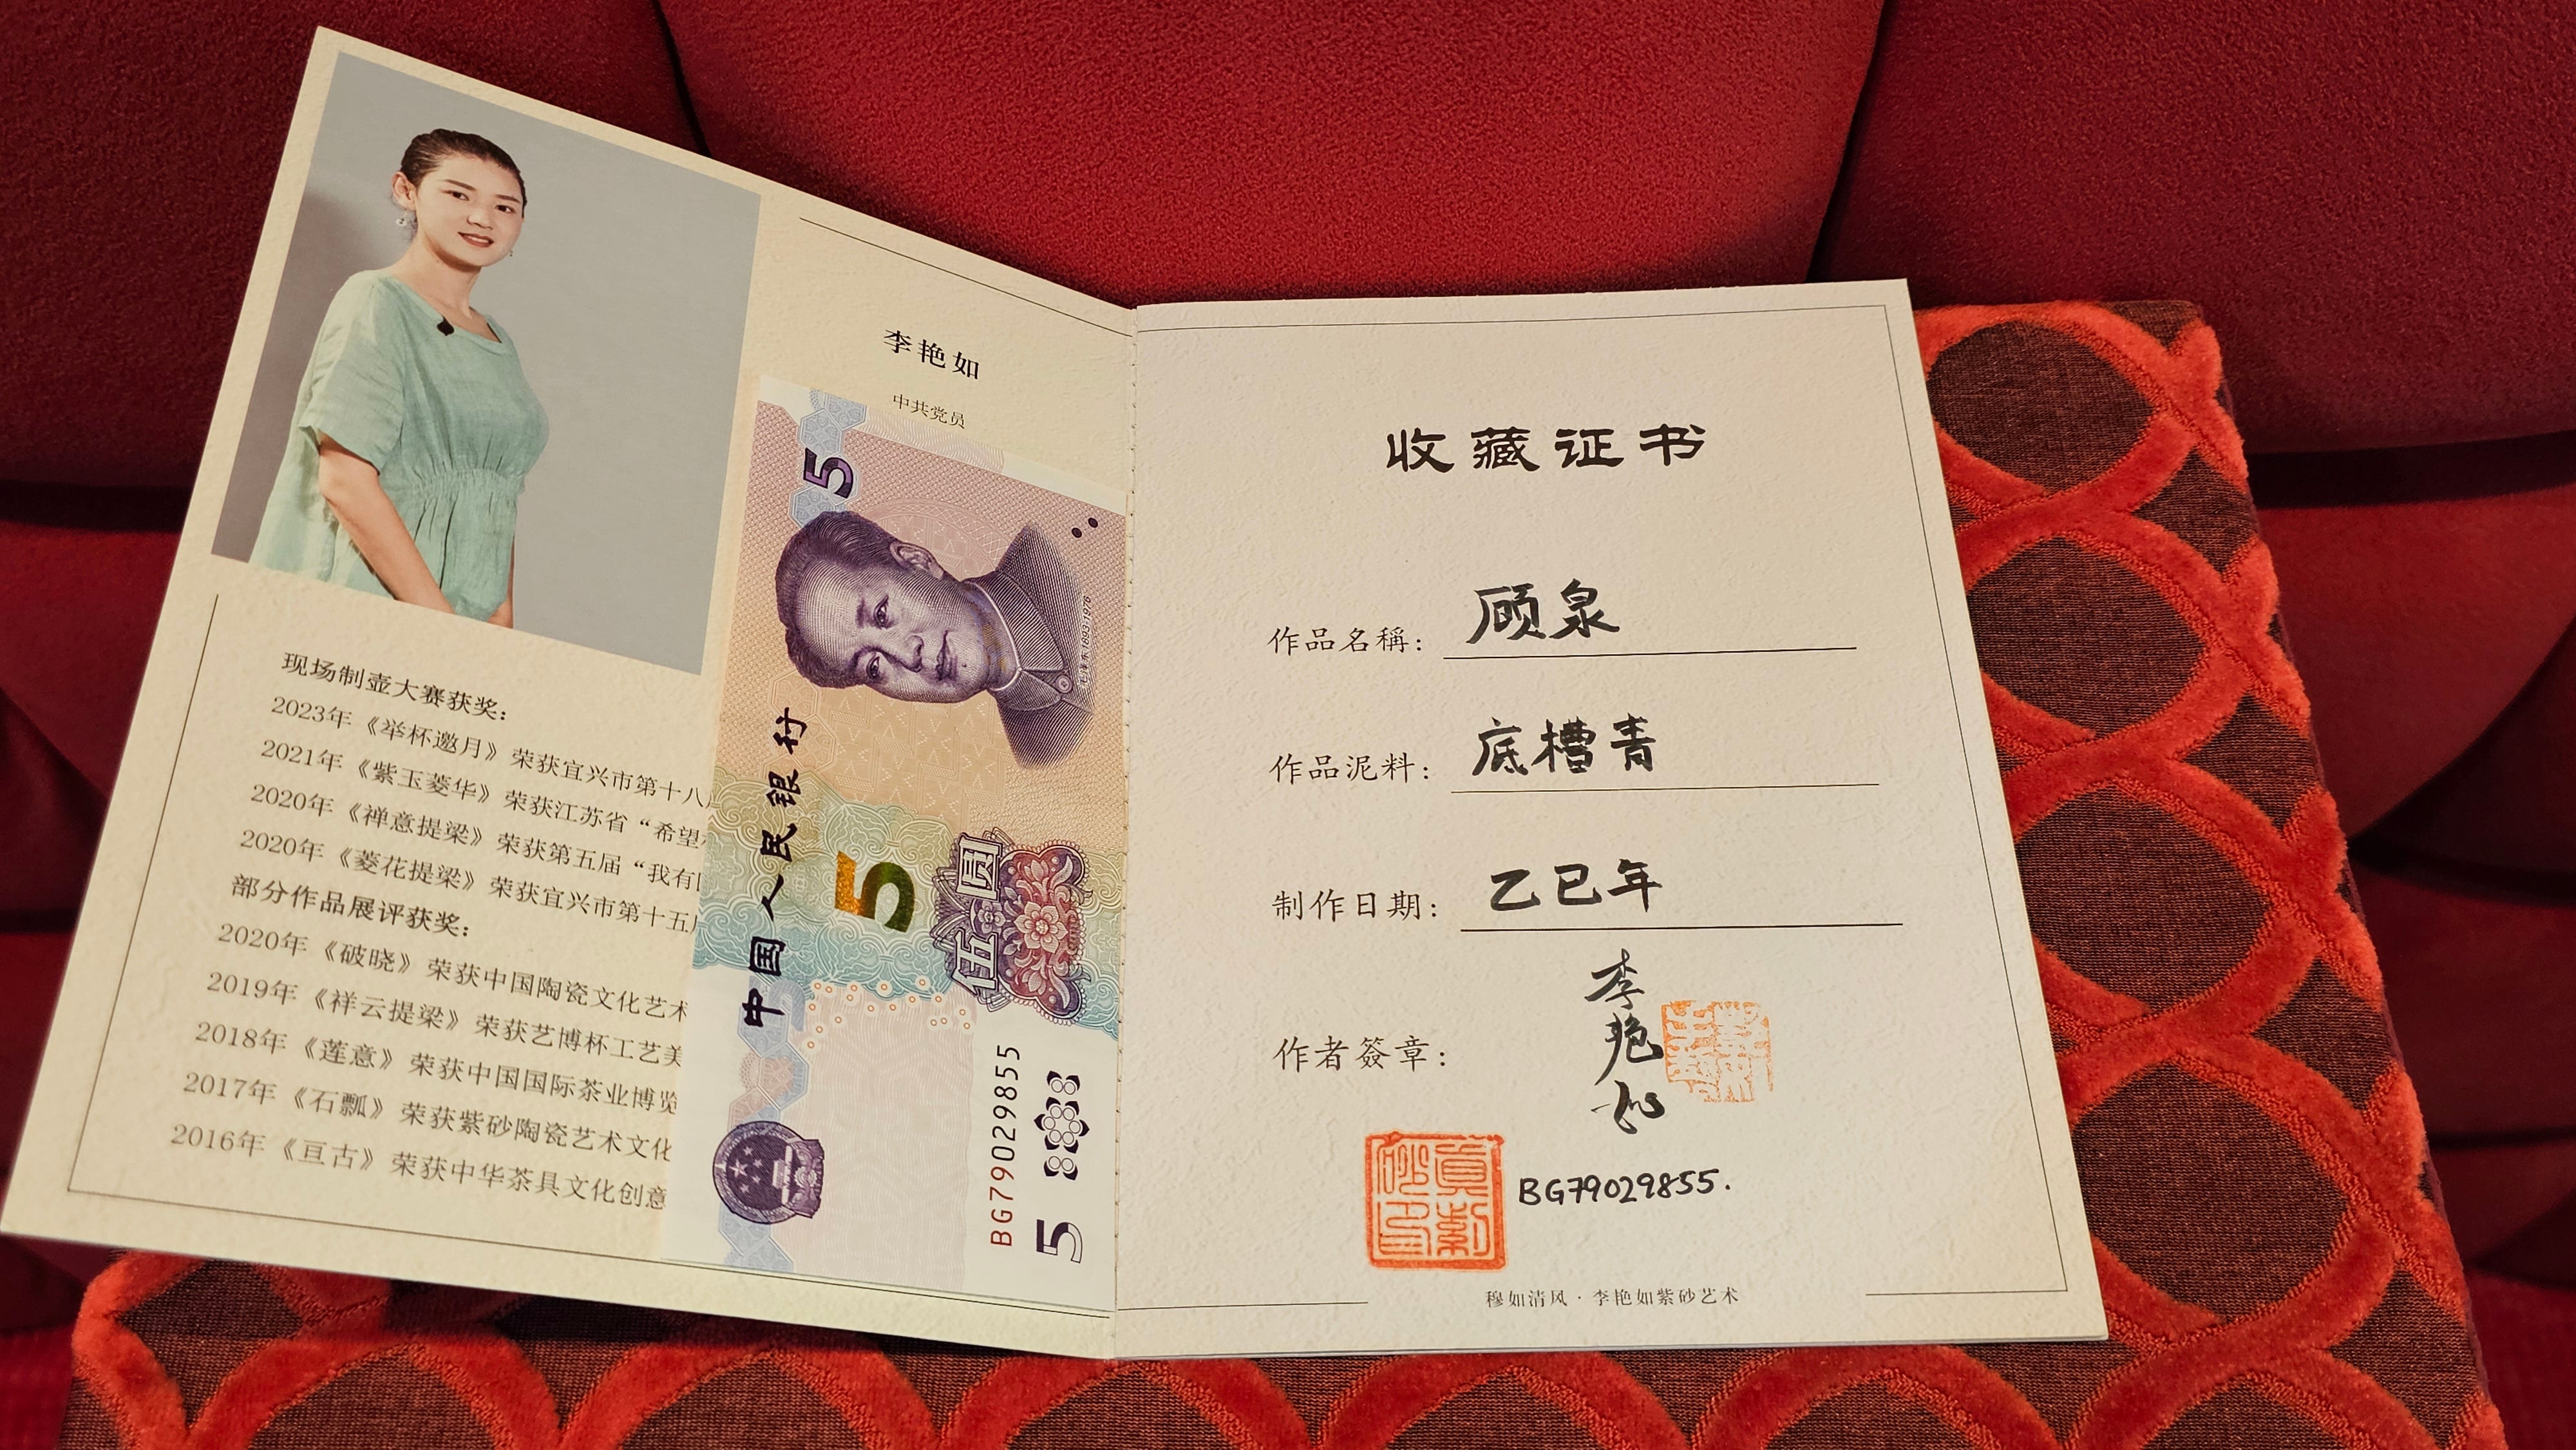 李艳如
中共党员
现场制壶大赛获奖：
2023年《举杯邀月》荣获宜兴市第十八
2021年《紫玉菱华》荣获江苏省“希望
2020年《禅意提梁》荣获第五届“我有
2020年《菱花提梁》荣获宜兴市第十五
部分作品展评获奖：
2020年《破晓》荣获中国陶瓷文化艺术
2019年《祥云提梁》荣获艺博杯工艺美
2018年《莲意》荣获中国国际茶业博览
2017年《石瓢》荣获紫砂陶瓷艺术文化
2016年《亘古》荣获中华茶具文化创意
5
中国人民银行
毛泽东 1893-1976
5
伍圆
BG79029855
5
收藏证书
作品名稱：顾泉
作品泥料：底槽青
制作日期：乙巳年
作者簽章：李艳如
BG79029855.
穆如清风·李艳如紫砂艺术